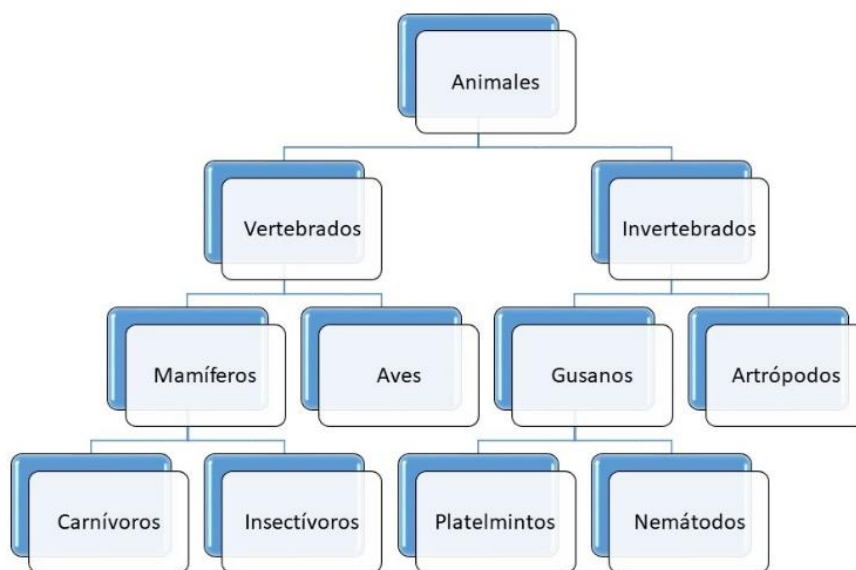 Animales
Vertebrados
Invertebrados
Mamíferos
Aves
Gusanos
Artrópodos
Carnívoros
Insectívoros
Platelmintos
Nemátodos